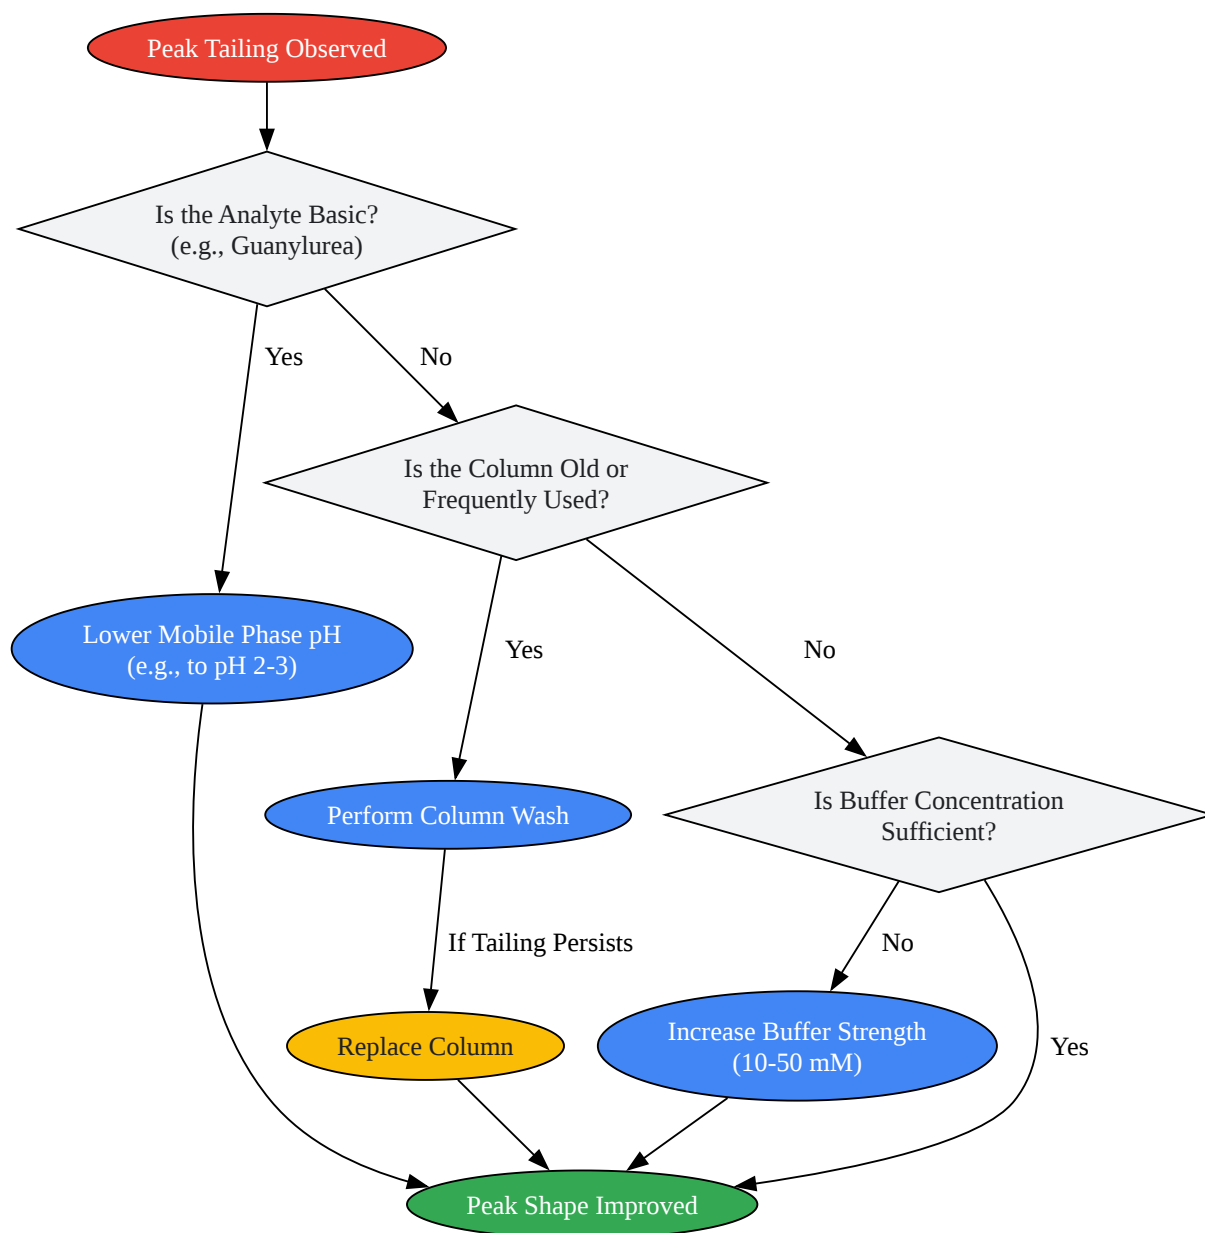 Peak Tailing Observed
Is the Analyte Basic?
(e.g., Guanylurea)
Yes
No
Is the Column Old or
Frequently Used?
Lower Mobile Phase pH
(e.g., to pH 2-3)
Yes
No
Perform Column Wash
Is Buffer Concentration
Sufficient?
If Tailing Persists
No
Replace Column
Increase Buffer Strength
(10-50 mM)
Yes
Peak Shape Improved